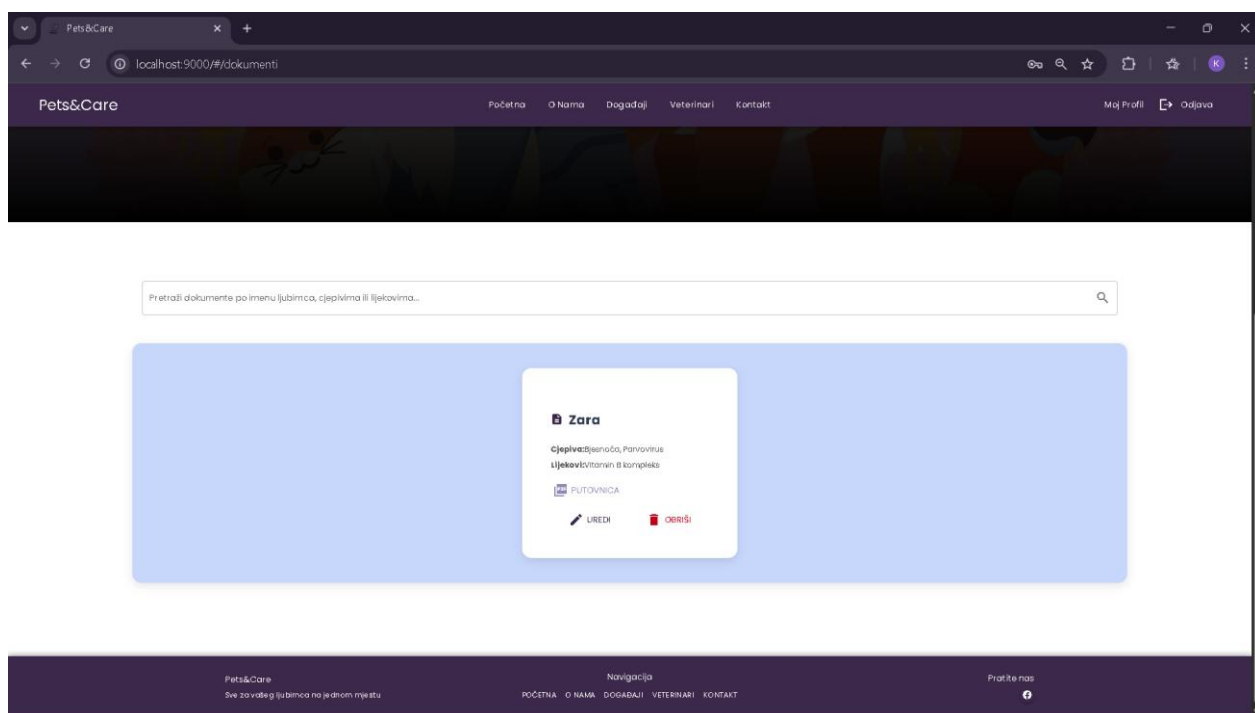 Pets&Care
localhost:9000/#/dokumenti
K
Pets&Care
Početna O Nama Događaji Veterinari Kontakt
Moj Profil Odjava
Pretraži dokumente po imenu ljubimca, cjepivima ili lijekovima...
Zara
Cjepiva:Bjesnoća, Parvovirus
Lijekovi:Vitamin B kompleks
PUTOVNICA
UREDI OBRIŠI
Pets&Care
Sve za vašeg ljubimca na jednom mjestu
Navigacija
POČETNA O NAMA DOGAĐAJI VETERINARI KONTAKT
Pratite nas